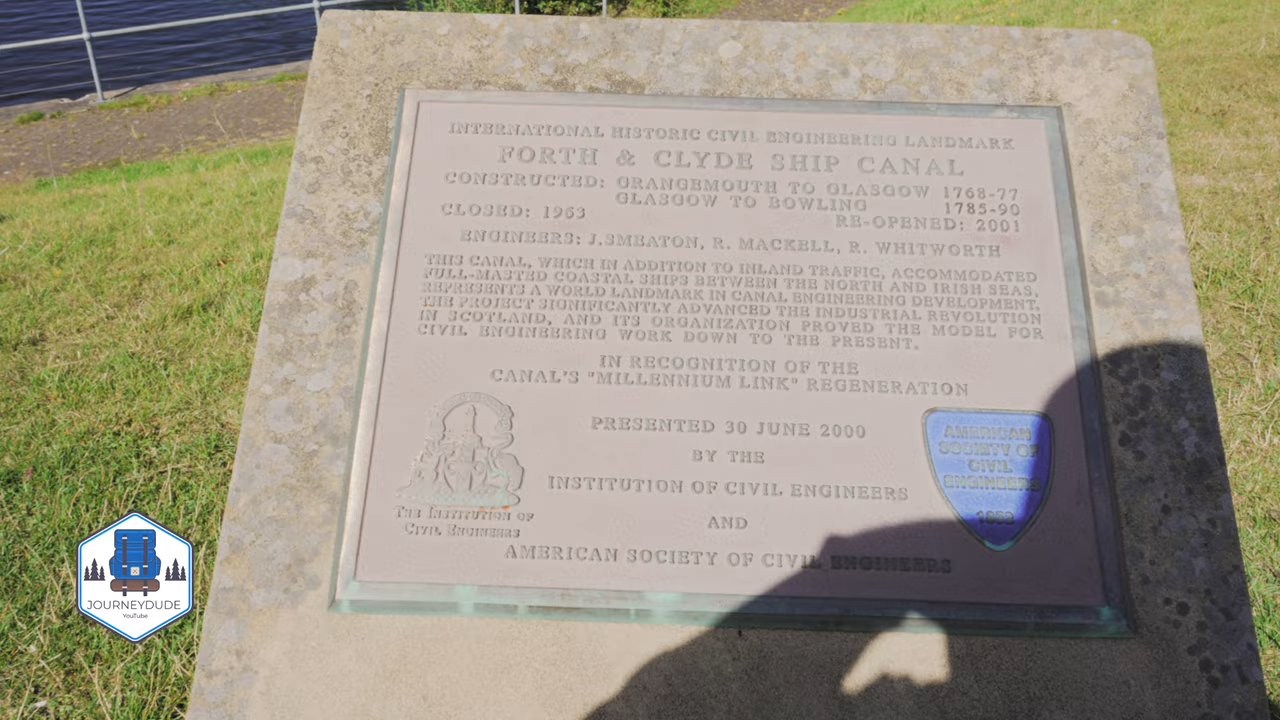 INTERNATIONAL HISTORIC CIVIL ENGINEERING LANDMARK
FORTH & CLYDE SHIP CANAL
CONSTRUCTED: GRANGEMOUTH TO GLASGOW 1768-77
GLASGOW TO BOWLING 1785-90
CLOSED: 1963 RE-OPENED: 2001
ENGINEERS: J.SMEATON, R. MACKELL, R. WHITWORTH
THIS CANAL, WHICH IN ADDITION TO INLAND TRAFFIC, ACCOMMODATED
FULL-MASTED COASTAL SHIPS BETWEEN THE NORTH AND IRISH SEAS,
REPRESENTS A WORLD LANDMARK IN CANAL ENGINEERING DEVELOPMENT.
THE PROJECT SIGNIFICANTLY ADVANCED THE INDUSTRIAL REVOLUTION
IN SCOTLAND, AND ITS ORGANIZATION PROVED THE MODEL FOR
CIVIL ENGINEERING WORK DOWN TO THE PRESENT.
IN RECOGNITION OF THE
CANAL'S "MILLENNIUM LINK" REGENERATION
PRESENTED 30 JUNE 2000
BY THE
INSTITUTION OF CIVIL ENGINEERS
AND
AMERICAN SOCIETY OF CIVIL ENGINEERS
THE INSTITUTION OF
CIVIL ENGINEERS
AMERICAN
SOCIETY OF
CIVIL
ENGINEERS
1852
JOURNEYDUDE
YouTube